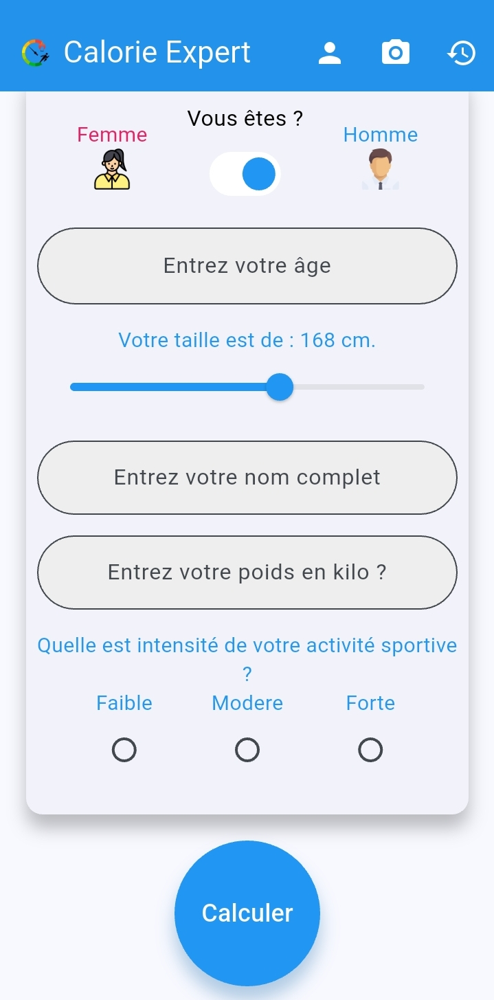 Calorie Expert
Vous êtes ?
Femme
Homme
Entrez votre âge
Votre taille est de : 168 cm.
Entrez votre nom complet
Entrez votre poids en kilo ?
Quelle est intensité de votre activité sportive
?
Faible Modere Forte
Calculer